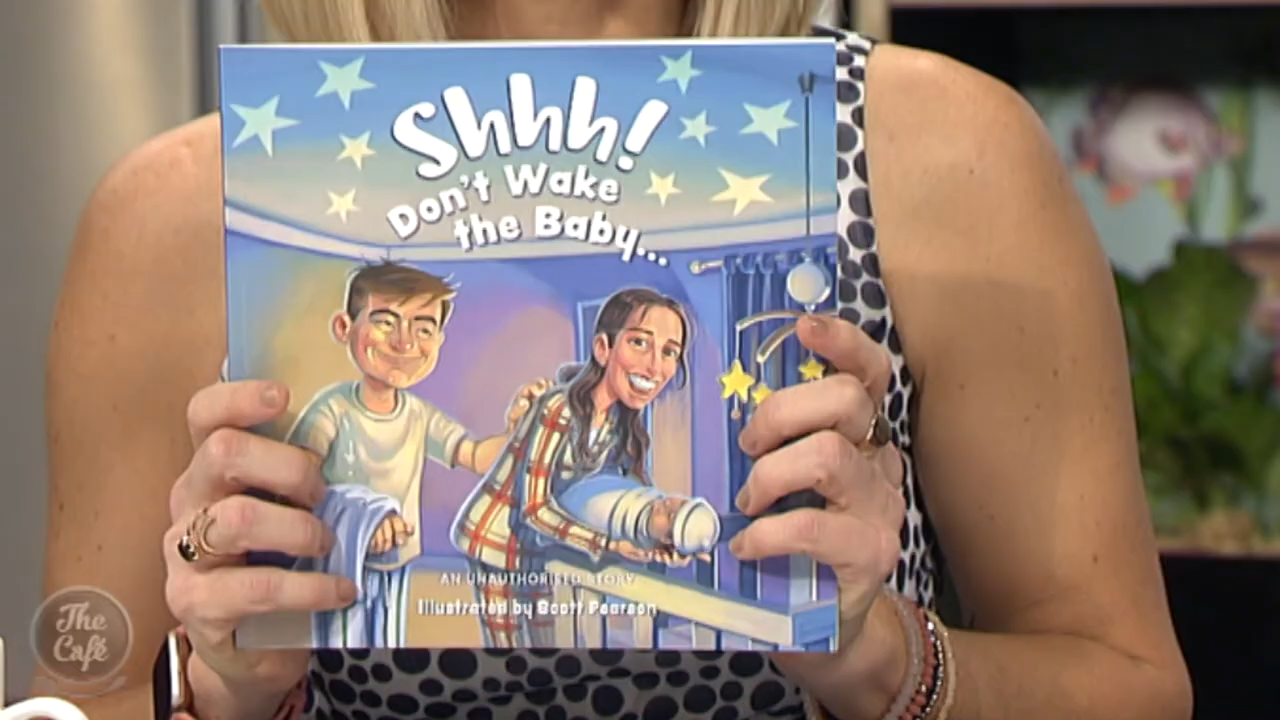 Shhh!
Don't Wake
the Baby...
AN UNAUTHORISED STORY
Illustrated by Scott Pearson
The
Café